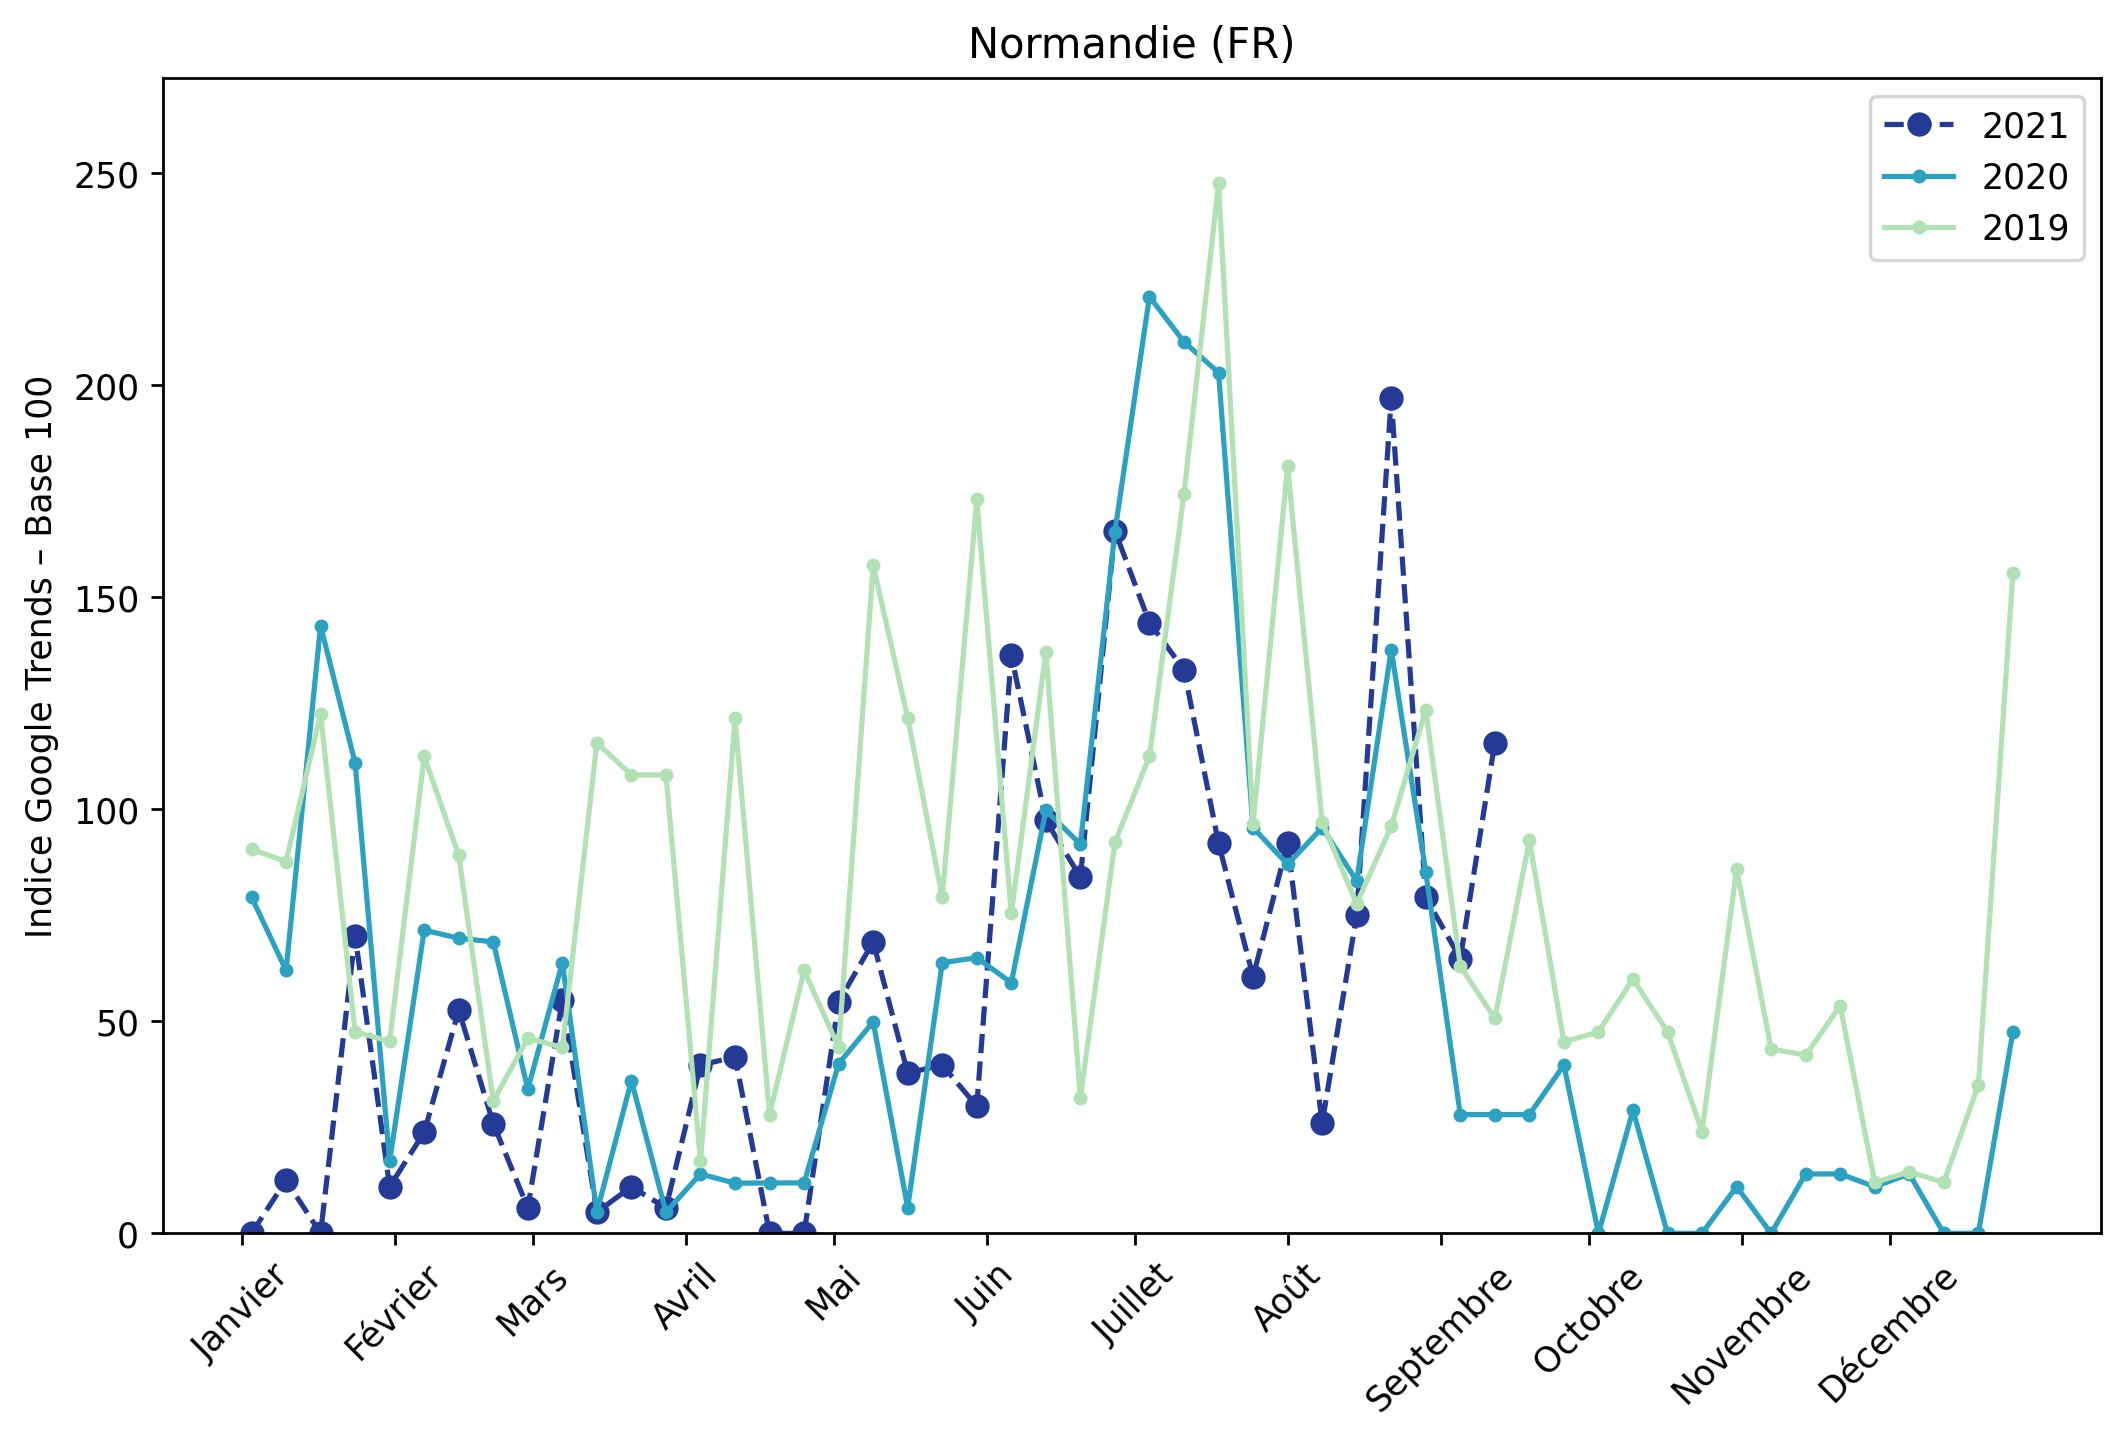 Normandie (FR)
2021
2020
2019
Indice Google Trends – Base 100
250
200
150
100
50
0
Janvier
Février
Mars
Avril
Mai
Juin
Juillet
Août
Septembre
Octobre
Novembre
Décembre